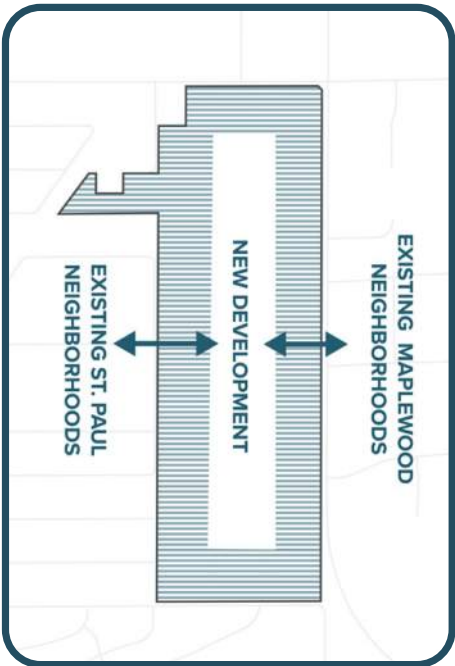 EXISTING MAPLEWOOD
NEIGHBORHOODS
NEW DEVELOPMENT
EXISTING ST. PAUL
NEIGHBORHOODS